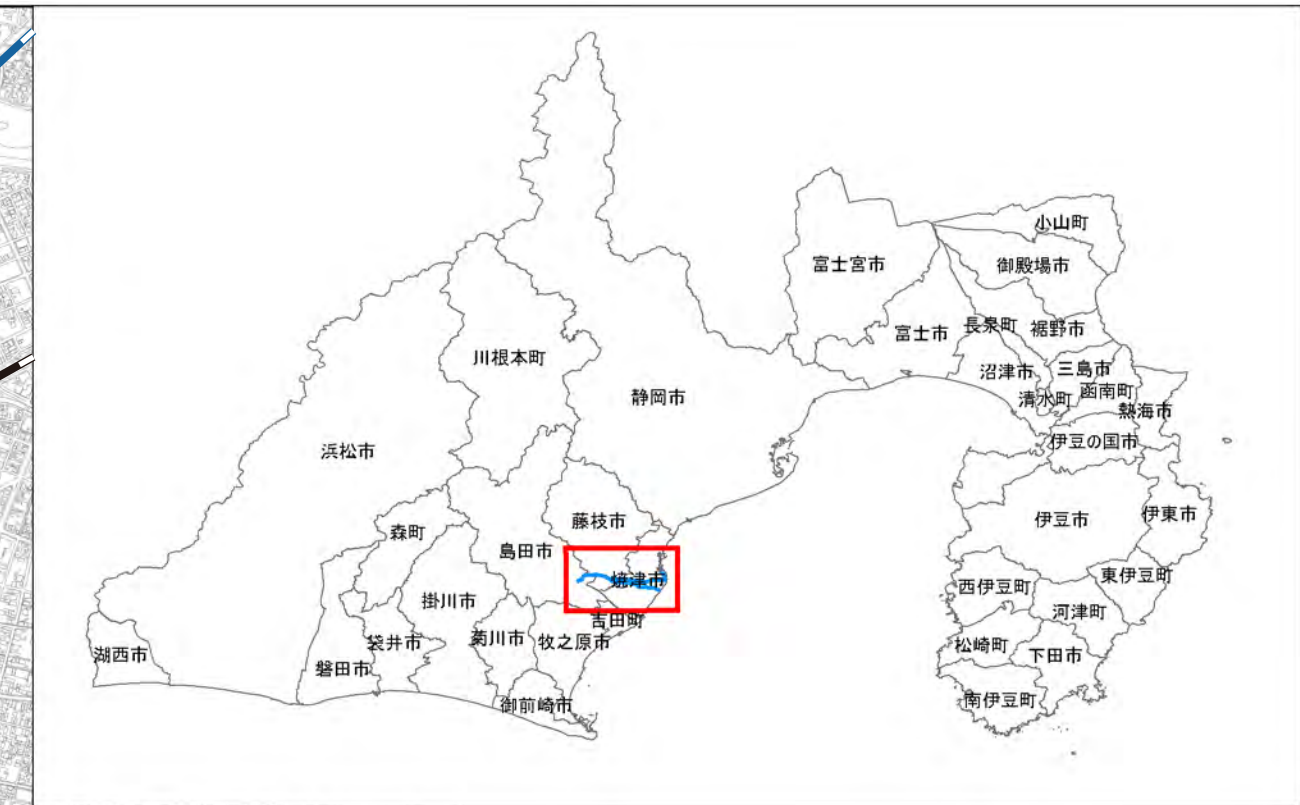 小山町
富士宮市
御殿場市
富士市
長泉町
裾野市
川根本町
沼津市
三島市
静岡市
函南町
清水町
熱海市
伊豆の国市
浜松市
藤枝市
伊豆市
伊東市
森町
島田市
焼津市
東伊豆町
西伊豆町
掛川市
河津町
吉田町
袋井市
菊川市
牧之原市
松崎町
湖西市
下田市
磐田市
御前崎市
南伊豆町